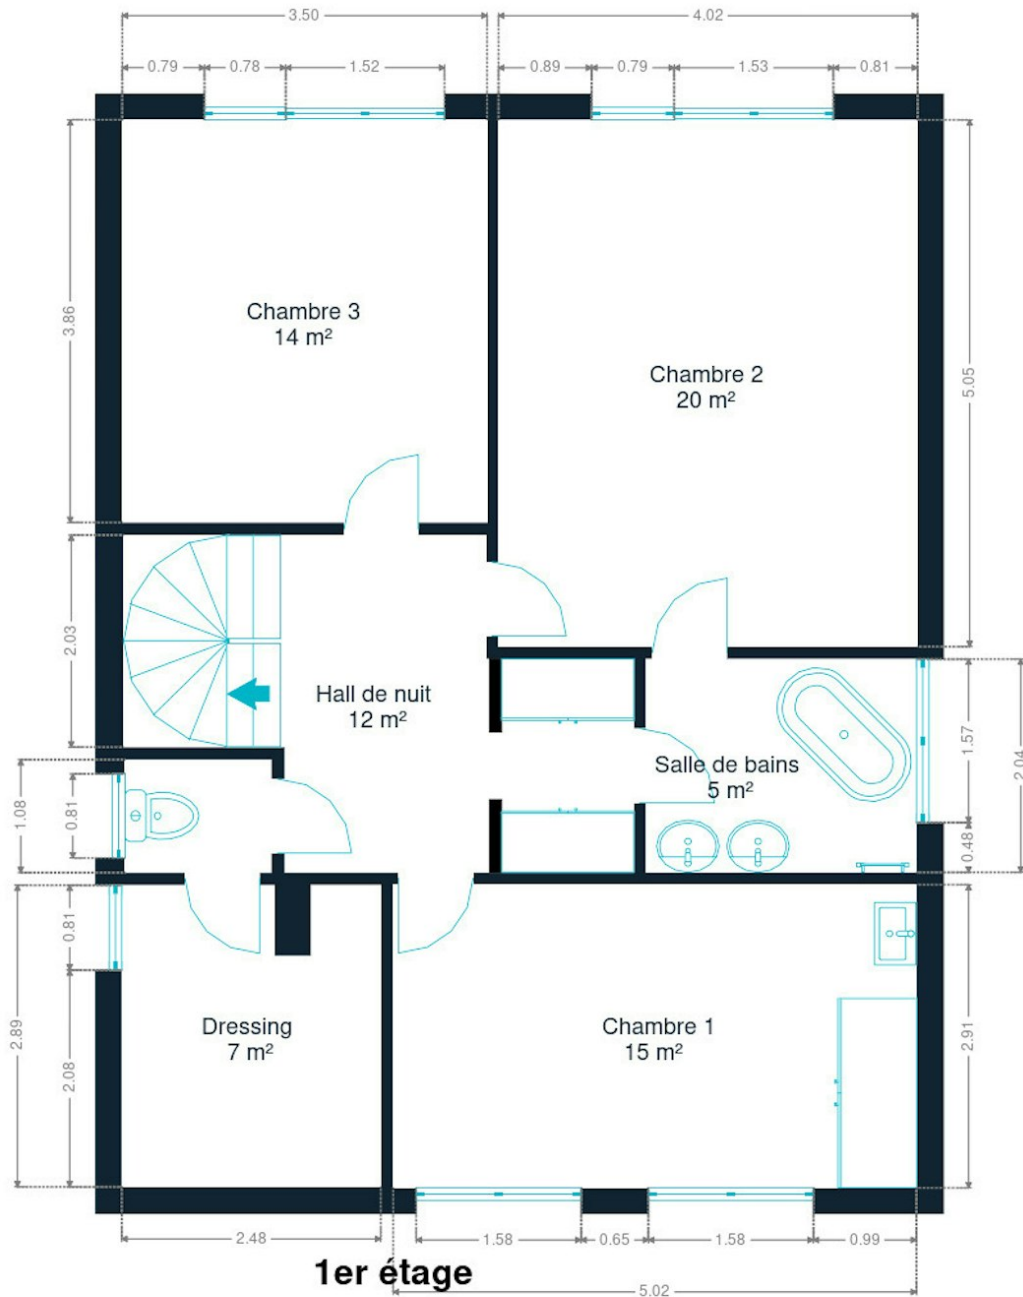 3.50
4.02
0.79
0.78
1.52
0.89
0.79
1.53
0.81
3.86
Chambre 3
14 m²
Chambre 2
20 m²
5.05
2.03
Hall de nuit
12 m²
Salle de bains
5 m²
1.57
2.04
1.08
0.81
0.48
0.81
2.89
2.08
Dressing
7 m²
Chambre 1
15 m²
2.91
2.48
1.58
0.65
1.58
0.99
1er étage
5.02